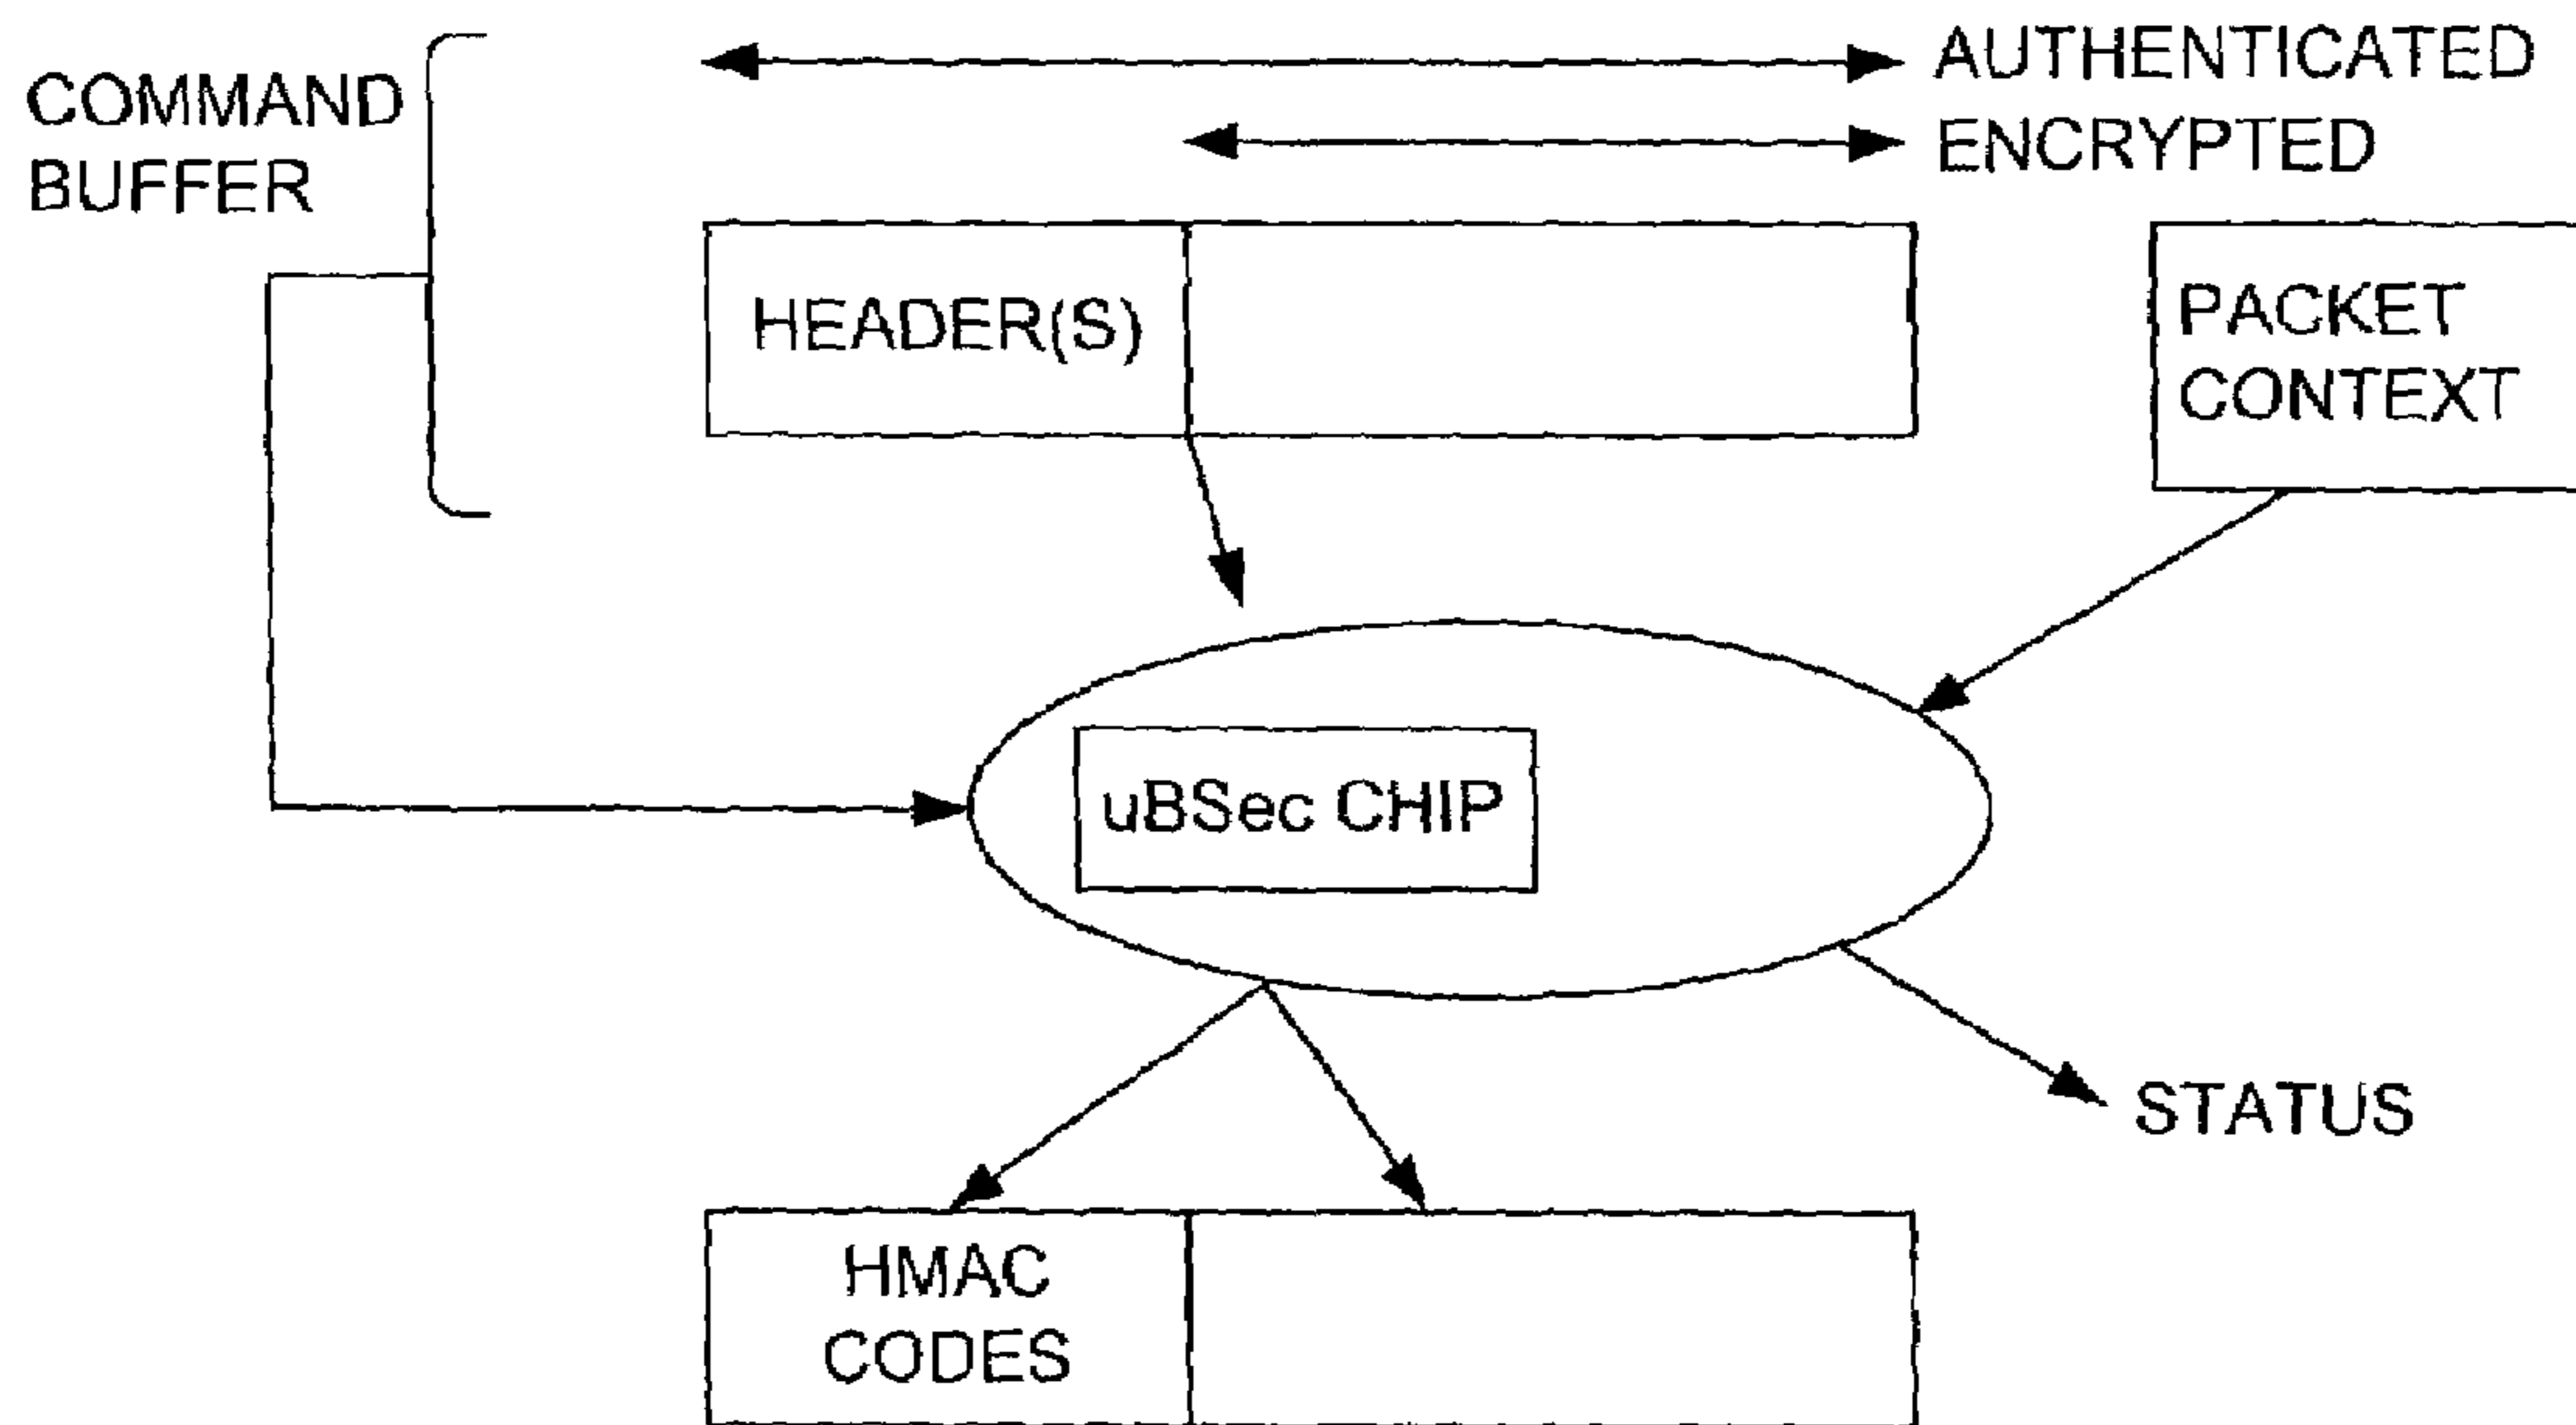 COMMAND
BUFFER
AUTHENTICATED
ENCRYPTED
HEADER(S)
PACKET
CONTEXT
uBSec CHIP
STATUS
HMAC
CODES